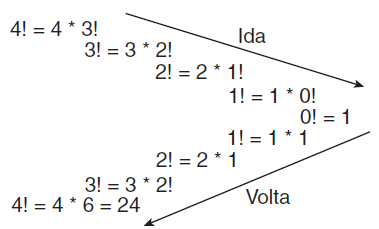 4! = 4 * 3!
Ida
3! = 3 * 2!
2! = 2 * 1!
1! = 1 * 0!
0! = 1
1! = 1 * 1
2! = 2 * 1
3! = 3 * 2!
Volta
4! = 4 * 6 = 24